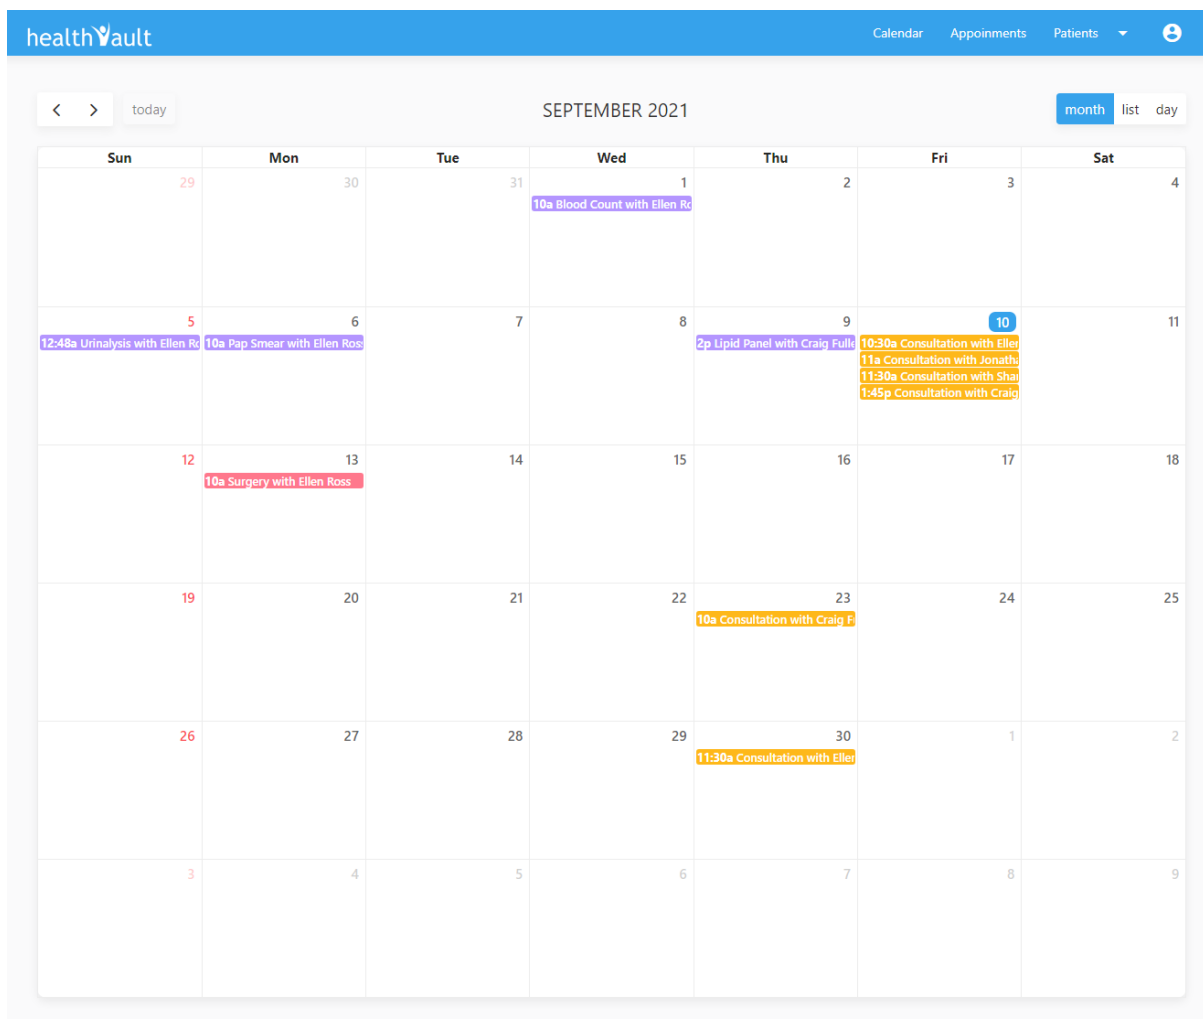 healthVault Calendar Appoinments Patients
today SEPTEMBER 2021 month list day
Sun Mon Tue Wed Thu Fri Sat
29 30 31 1 2 3 4
10a Blood Count with Ellen
5 6 7 8 9 10 11
12:48a Urinalysis with Ellen 10a Pap Smear with Ellen Ross 2p Lipid Panel with Craig 10:30a Consultation with Ellen
11a Consultation with
11:30a Consultation with
1:45p Consultation with Craig
12 13 14 15 16 17 18
10a Surgery with Ellen Ross
19 20 21 22 23 24 25
10a Consultation with Craig F
26 27 28 29 30 1 2
11:30a Consultation with Ellen
3 4 5 6 7 8 9